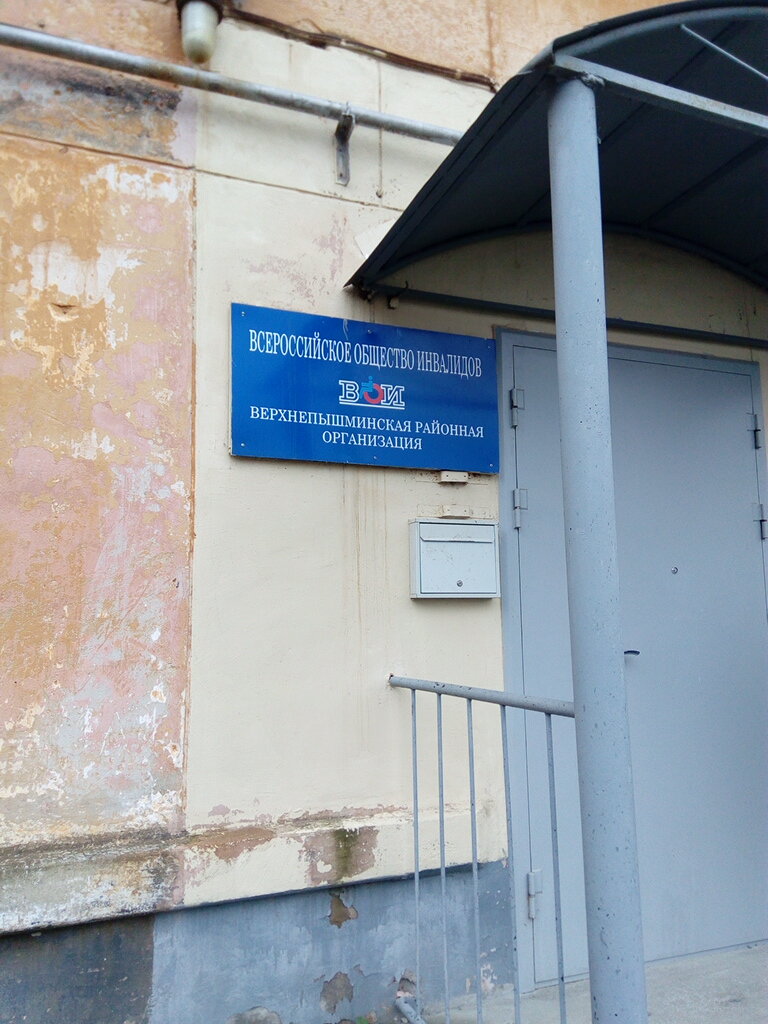 ВСЕРОССИЙСКОЕ ОБЩЕСТВО ИНВАЛИДОВ
ВОИ
ВЕРХНЕПЫШМИНСКАЯ РАЙОННАЯ
ОРГАНИЗАЦИЯ